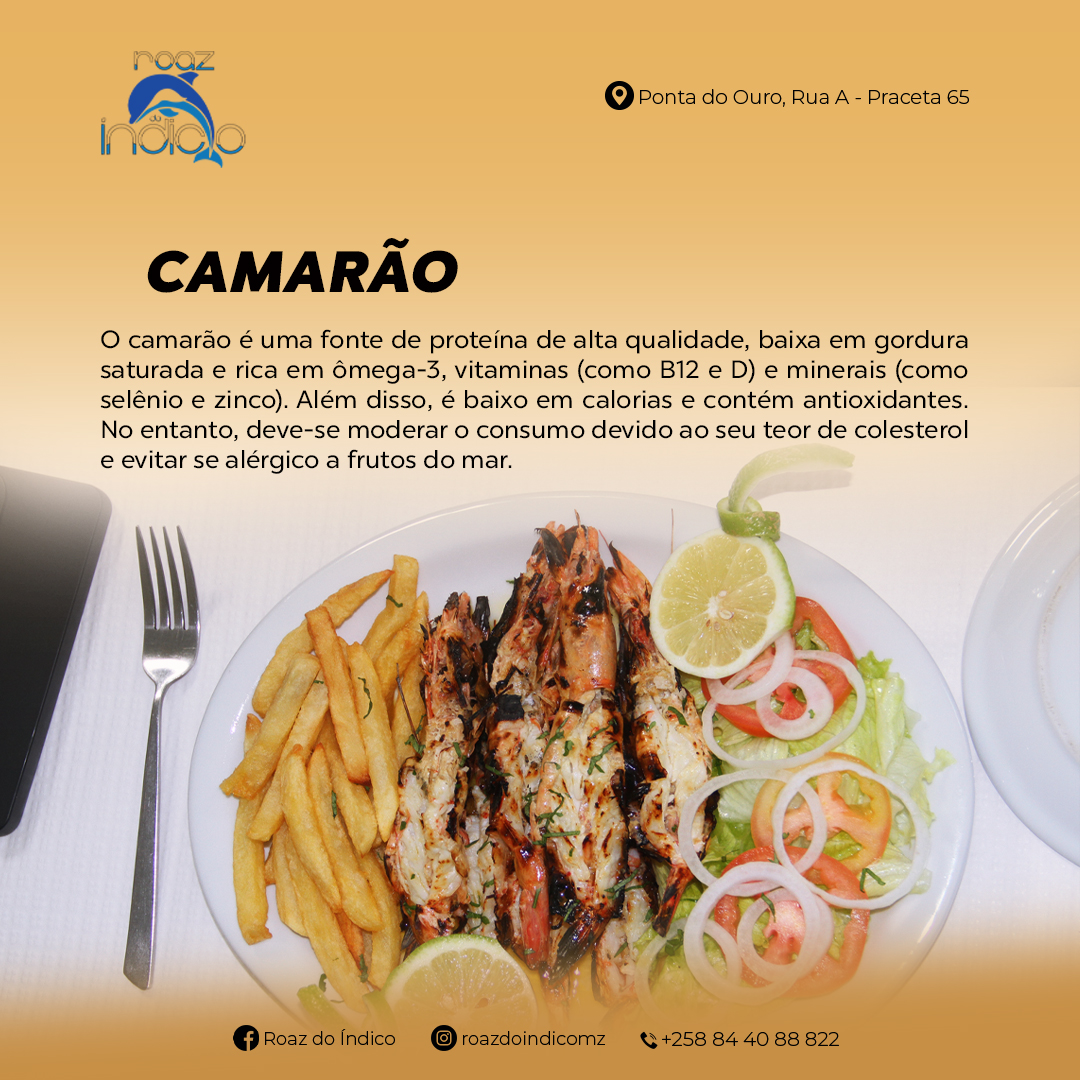 roaz
du
índico
Ponta do Ouro, Rua A - Praceta 65
CAMARÃO
O camarão é uma fonte de proteína de alta qualidade, baixa em gordura
saturada e rica em ômega-3, vitaminas (como B12 e D) e minerais (como
selênio e zinco). Além disso, é baixo em calorias e contém antioxidantes.
No entanto, deve-se moderar o consumo devido ao seu teor de colesterol
e evitar se alérgico a frutos do mar.
Roaz do Índico
roazdoindicomz
+258 84 40 88 822